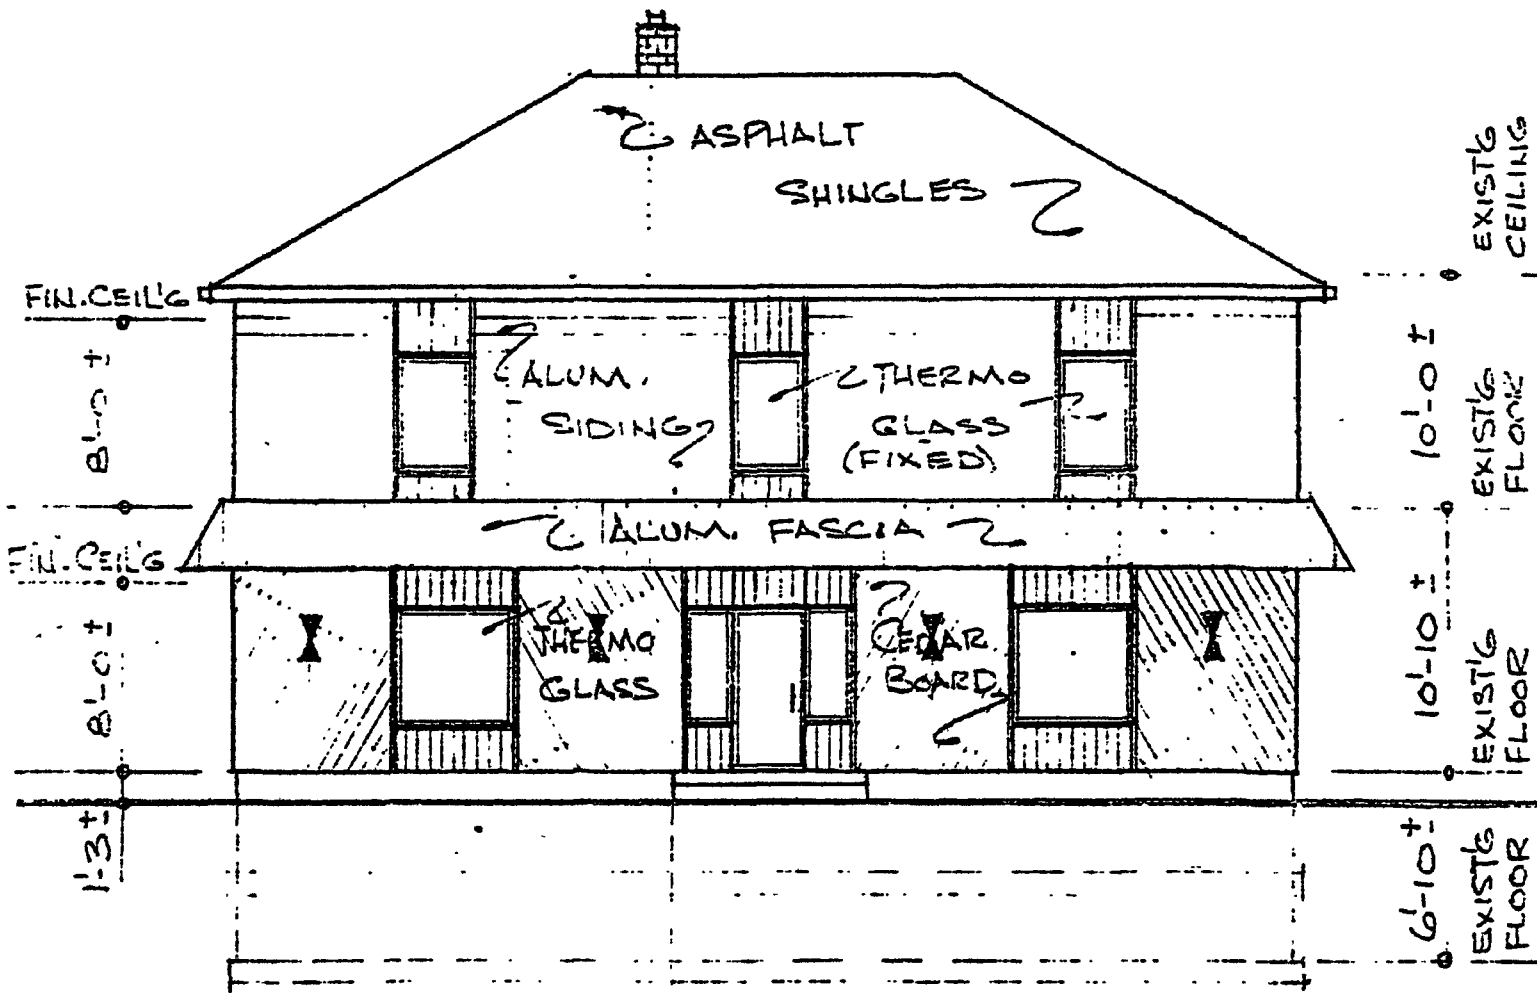 ASPHALT
SHINGLES
EXIST'G
CEILING
FIN. CEIL'G
8'-0 ±
ALUM.
SIDING
THERMO
GLASS
(FIXED)
10'-0 ±
EXIST'G
FLOOR
ALUM. FASCIA
FIN. CEIL'G
8'-0 ±
THERMO
GLASS
CEDAR
BOARD
10'-10 ±
EXIST'G
FLOOR
1'-3 ±
6'-10 ±
EXIST'G
FLOOR